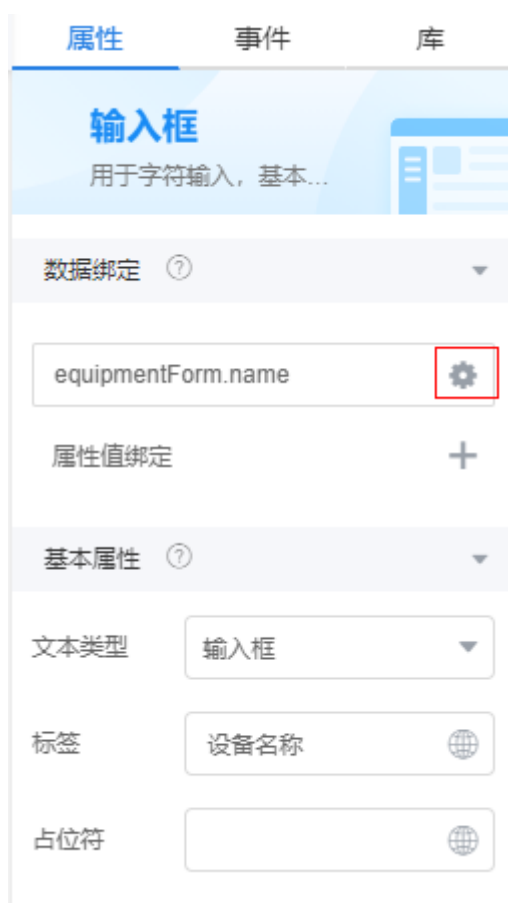 属性 事件 库
输入框
用于字符输入，基本...
数据绑定 ?
equipmentForm.name
属性值绑定
基本属性 ?
文本类型 输入框
标签 设备名称
占位符